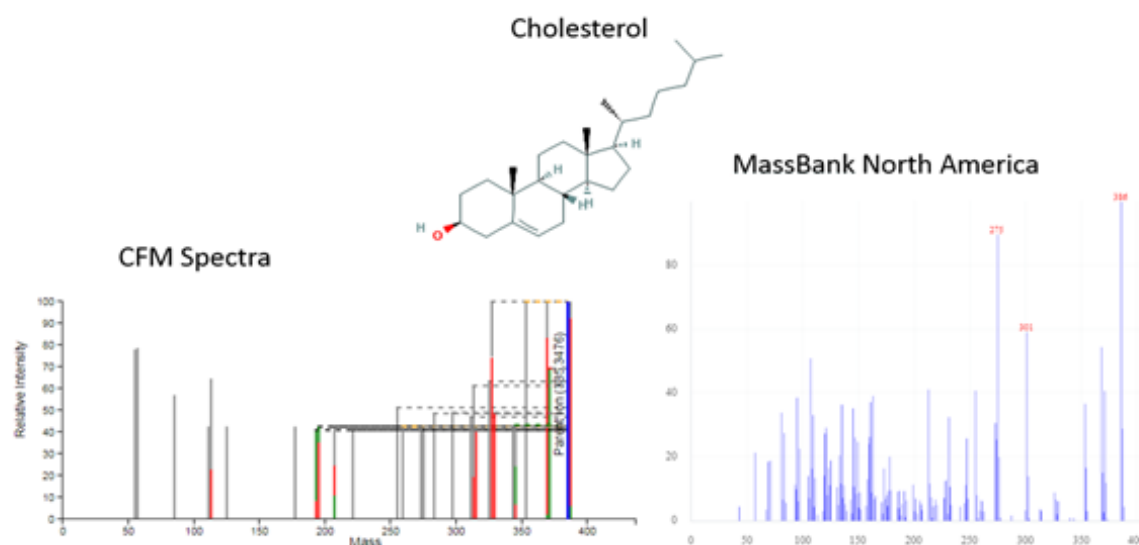 Cholesterol
H
H
H
H
H
O
CFM Spectra
100
90
80
70
60
50
40
30
20
10
0
Relative Intensity
0 50 100 150 200 250 300 350 400
Mass
MassBank North America
386
275
301
80
60
40
20
0
0 50 100 150 200 250 300 350